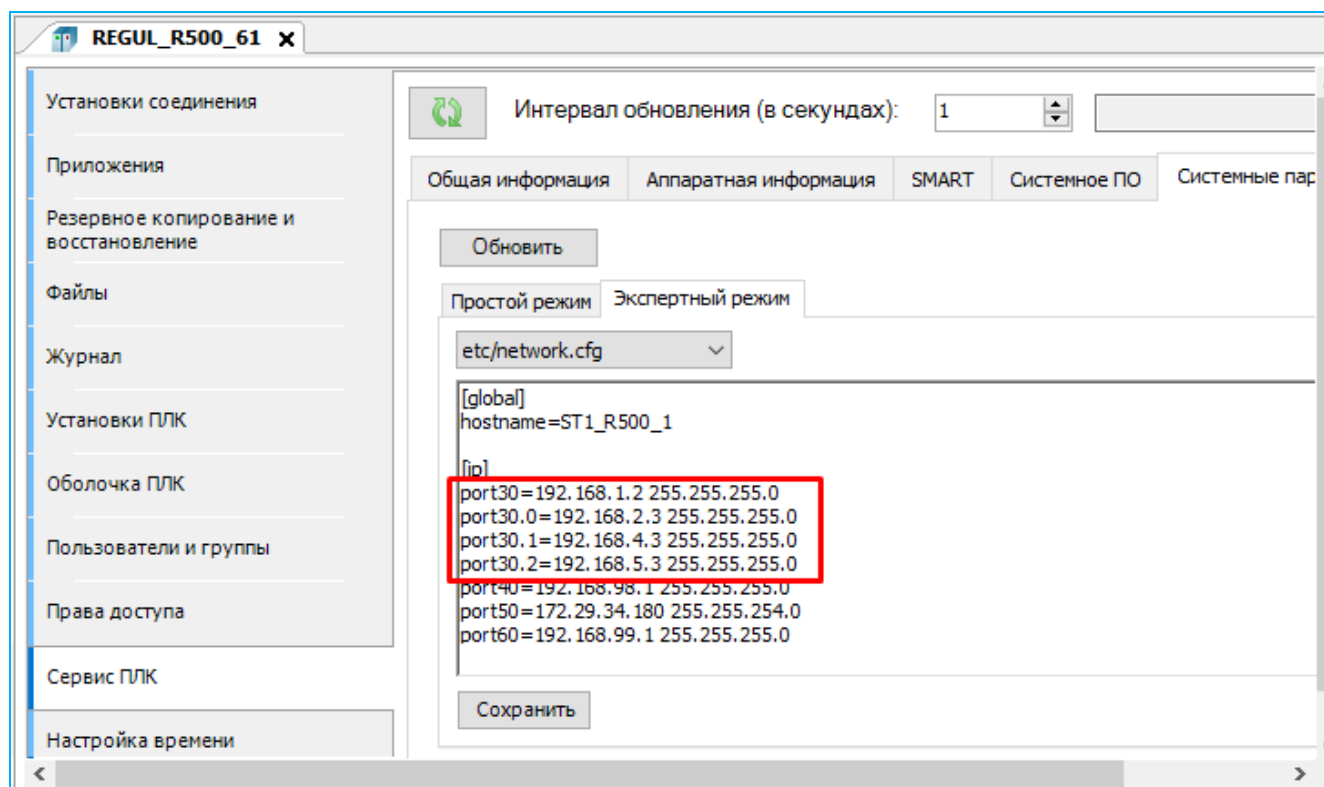 REGUL_R500_61
Установки соединения
Приложения
Резервное копирование и
восстановление
Файлы
Журнал
Установки ПЛК
Оболочка ПЛК
Пользователи и группы
Права доступа
Сервис ПЛК
Настройка времени
Интервал обновления (в секундах): 1
Общая информация Аппаратная информация SMART Системное ПО Системные пар
Обновить
Простой режим Экспертный режим
etc/network.cfg
[global]
hostname=ST1_R500_1
[ip]
port30=192.168.1.2 255.255.255.0
port30.0=192.168.2.3 255.255.255.0
port30.1=192.168.4.3 255.255.255.0
port30.2=192.168.5.3 255.255.255.0
port40=192.168.98.1 255.255.255.0
port50=172.29.34.180 255.255.254.0
port60=192.168.99.1 255.255.255.0
Сохранить